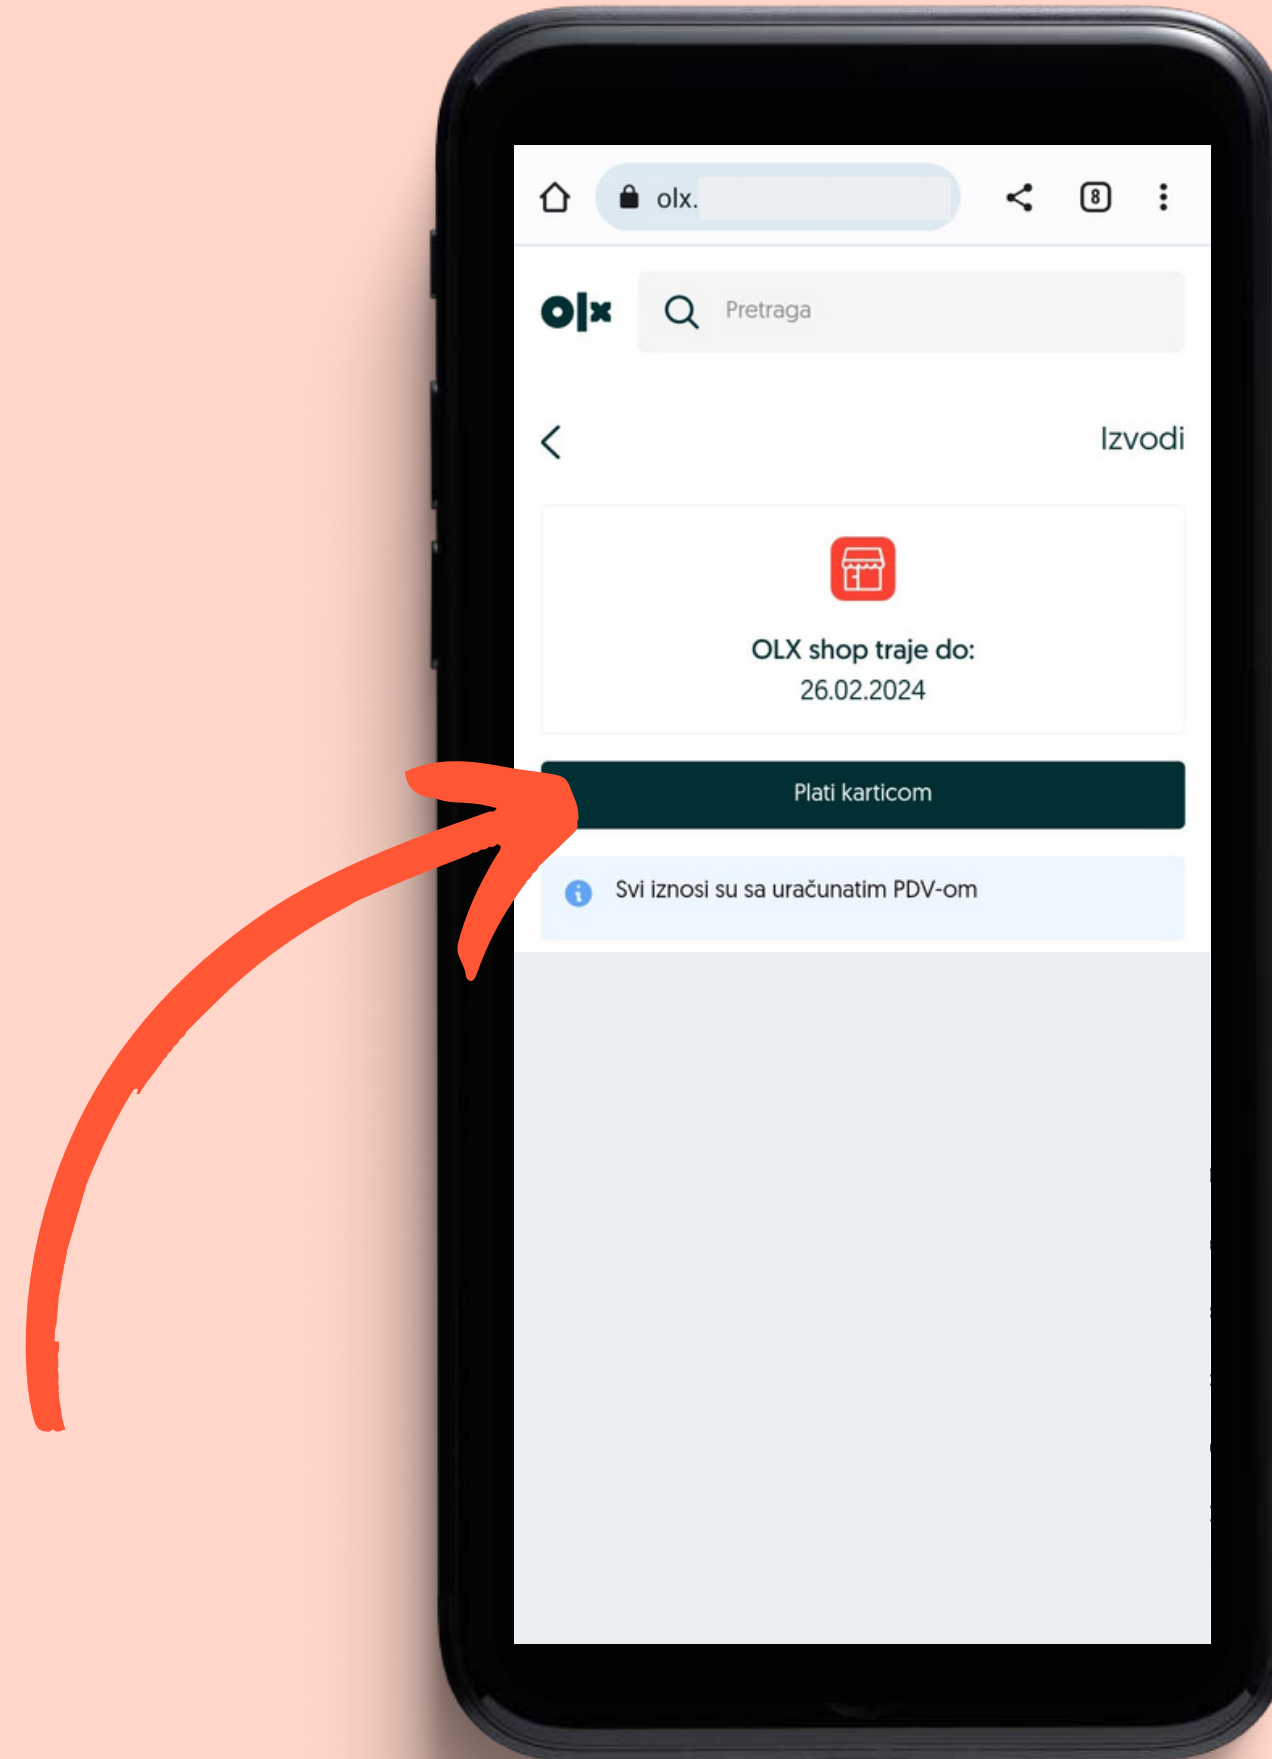 olx.
8
olx
Pretraga
Izvodi
OLX shop traje do:
26.02.2024
Plati karticom
Svi iznosi su sa uračunatim PDV-om